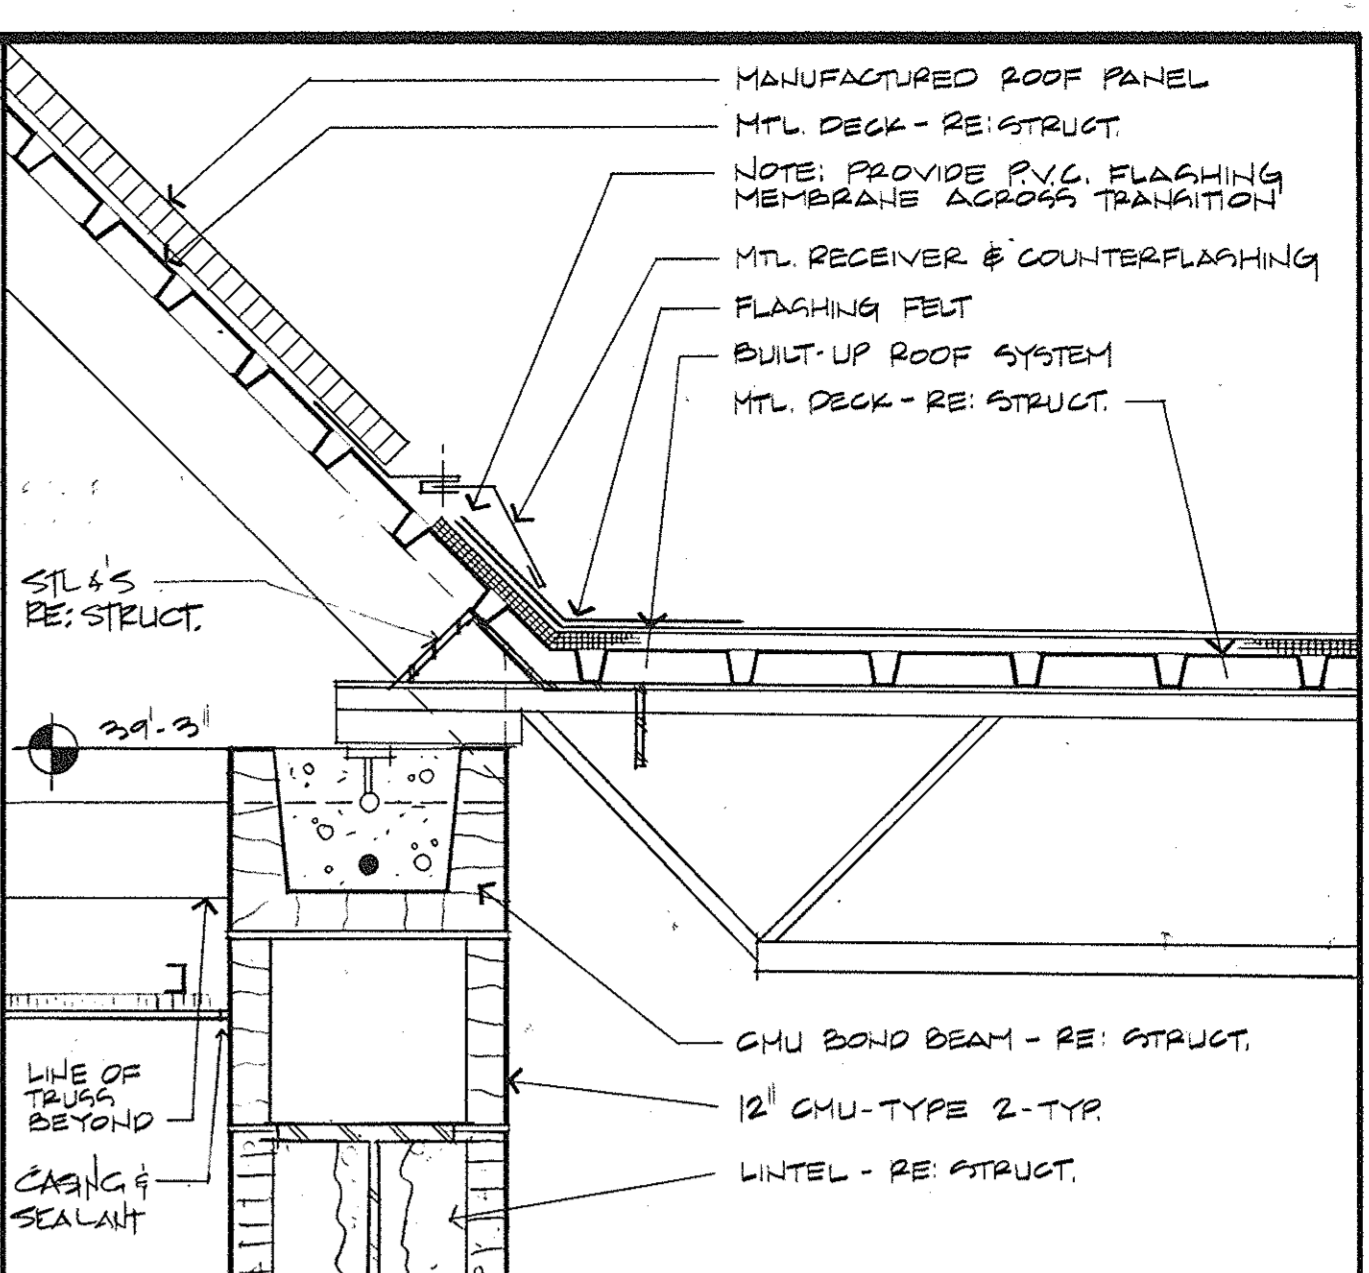 MANUFACTURED ROOF PANEL
MTL. DECK - RE: STRUCT.
NOTE: PROVIDE P.V.C. FLASHING
MEMBRANE ACROSS TRANSITION
MTL. RECEIVER & COUNTERFLASHING
FLASHING FELT
BUILT-UP ROOF SYSTEM
MTL. DECK - RE: STRUCT.
STL ∠'S
RE: STRUCT.
39'-3"
CMU BOND BEAM - RE: STRUCT.
12" CMU-TYPE 2-TYP.
LINTEL - RE: STRUCT.
LINE OF
TRUSS
BEYOND
CASING &
SEALANT